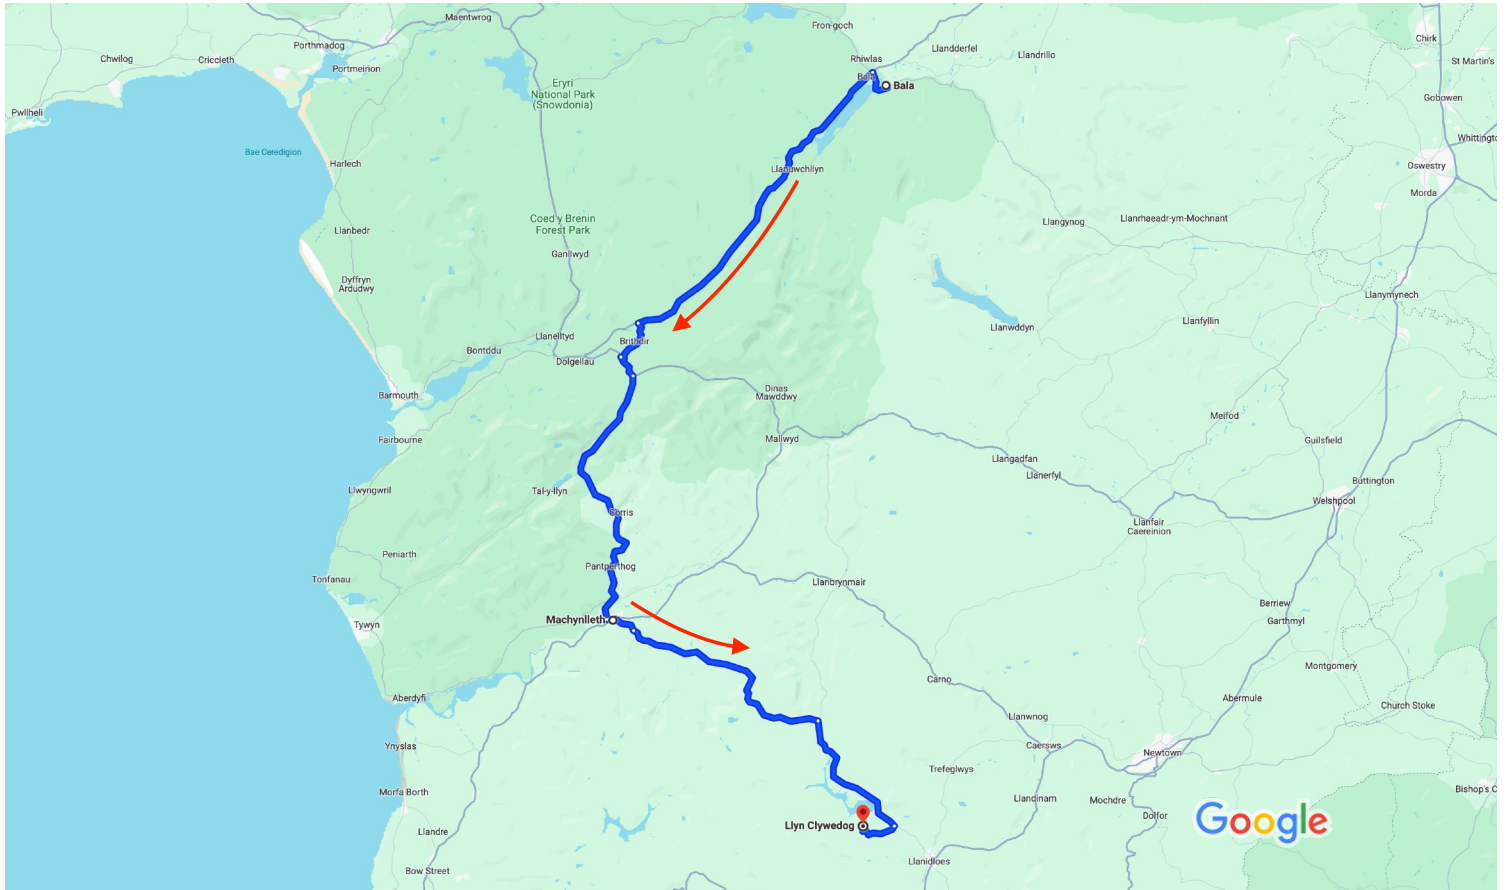 Maentwrog
Fron-goch
Porthmadog
Llandderfel
Llandrillo
Chirk
Chwilog
Criccieth
Portmeirion
Rhiwlas
St Martin's
Bala
Bala
Eryri
National Park
(Snowdonia)
Gobowen
Pwllheli
Whittington
Bae Ceredigion
Harlech
Llanuwchllyn
Oswestry
Morda
Coed y Brenin
Forest Park
Llanrhaeadr-ym-Mochnant
Llangynog
Llanbedr
Ganllwyd
Dyffryn
Ardudwy
Llanymynech
Llanwddyn
Llanfyllin
Llanelltyd
Brithdir
Bontddu
Dolgellau
Dinas
Mawddwy
Barmouth
Meifod
Fairbourne
Mallwyd
Guilsfield
Llangadfan
Llanerfyl
Buttington
Llwyngwril
Tal-y-llyn
Welshpool
Corris
Llanfair
Caereinion
Peniarth
Pantperthog
Tonfanau
Llanbrynmair
Berriew
Machynlleth
Tywyn
Garthmyl
Montgomery
Carno
Aberdyfi
Abermule
Church Stoke
Llanwnog
Ynyslas
Caersws
Newtown
Trefeglwys
Morfa Borth
Bishop's C
Llandinam
Mochdre
Dolfor
Google
Llyn Clywedog
Llandre
Llanidloes
Bow Street